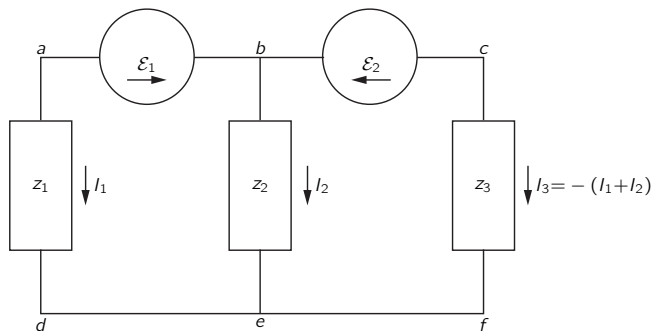 a b c
ℰ1 ℰ2
z1 I1 z2 I2 z3 I3= − (I1+I2)
d e f